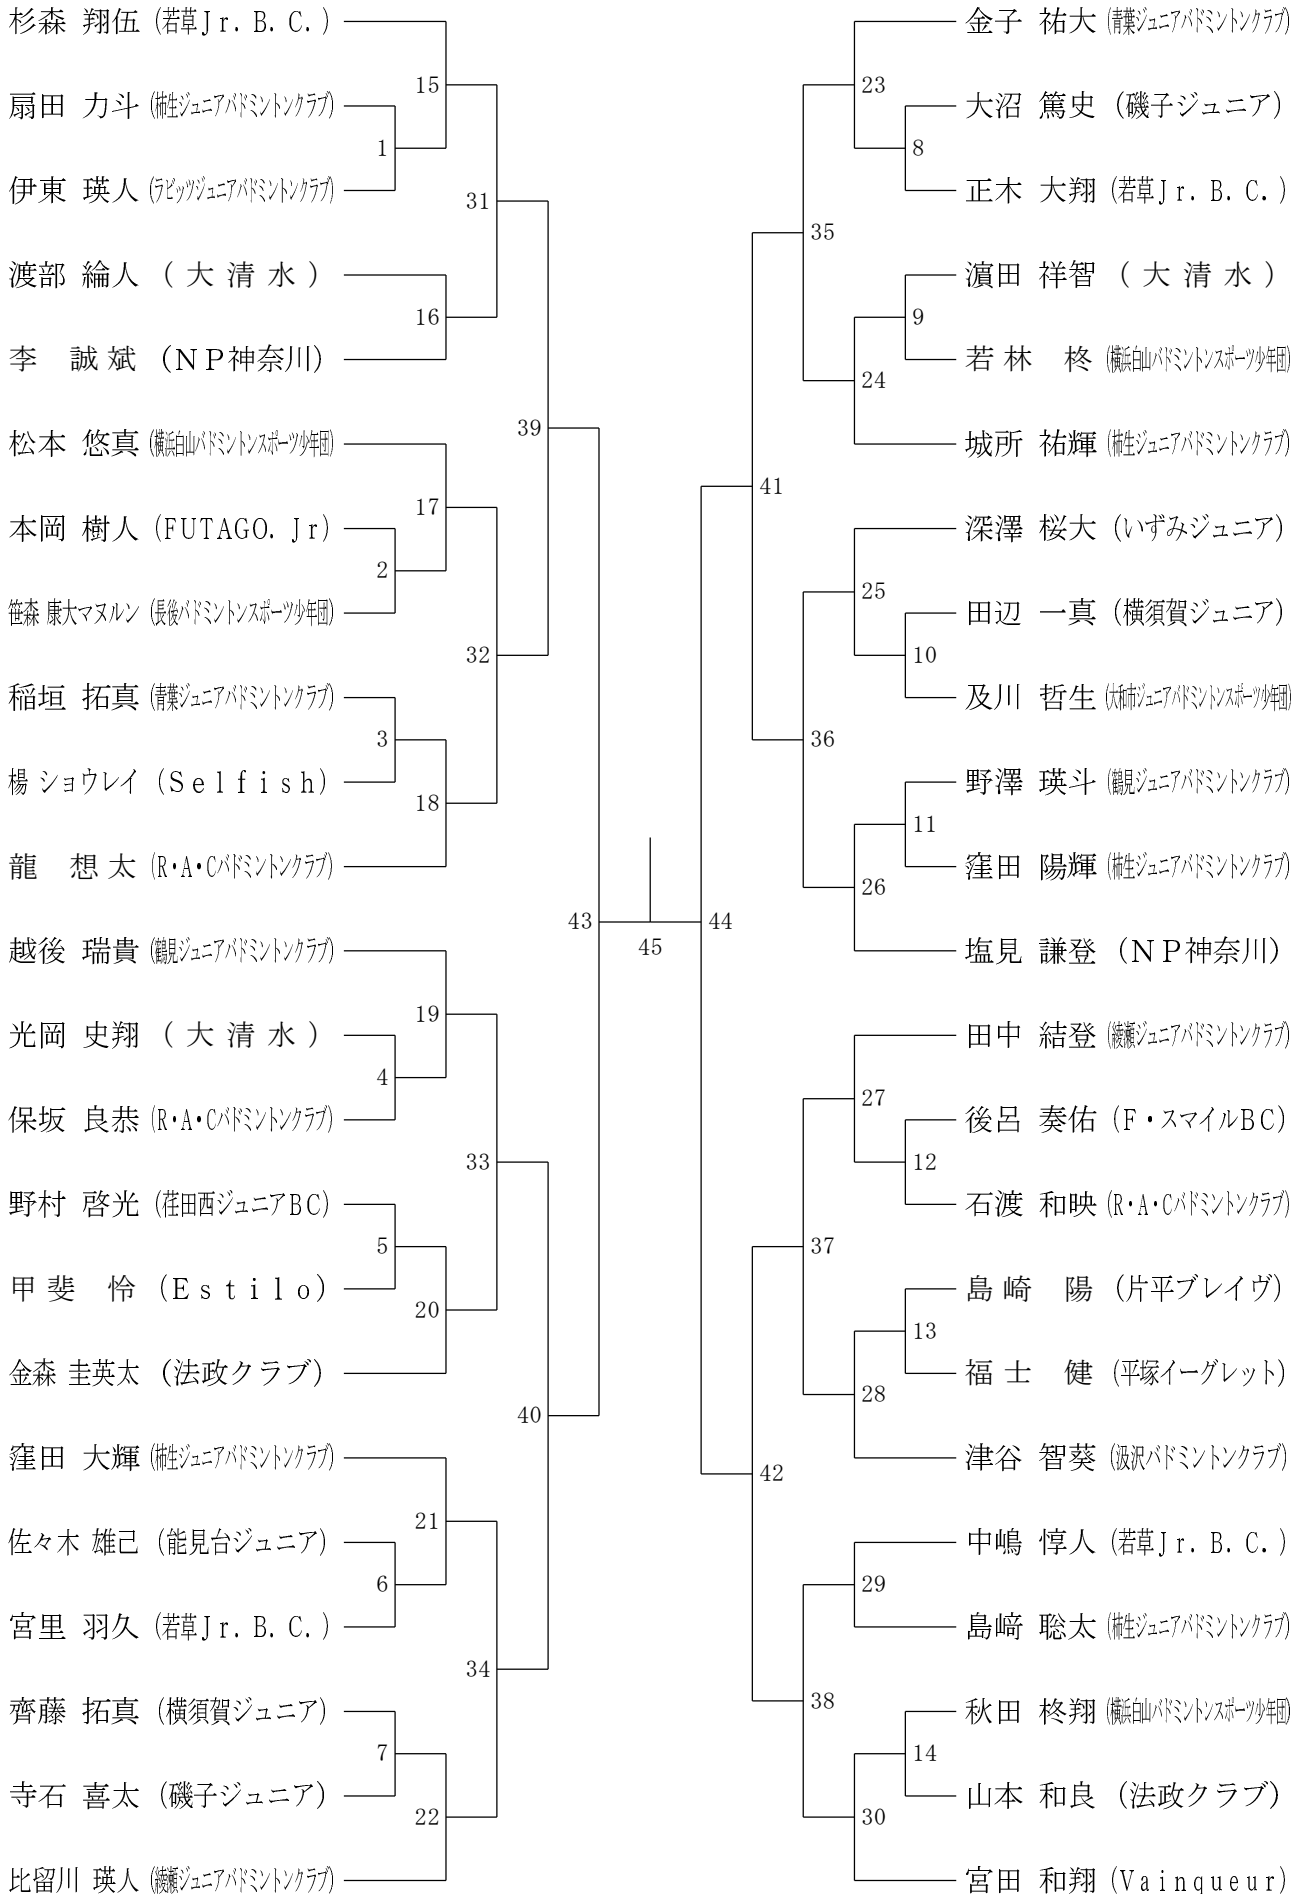 杉森 翔伍 (若草Jr.B.C.)
15
扇田 力斗 (柿生ジュニアバドミントンクラブ)
1
伊東 瑛人 (ラビッツジュニアバドミントンクラブ)
31
渡部 綸人 (大清水)
16
李 誠斌 (NP神奈川)
39
松本 悠真 (横浜白山バドミントンスポーツ少年団)
17
本岡 樹人 (FUTAGO.Jr)
2
笹森 康大マヌルン (長後バドミントンスポーツ少年団)
32
稲垣 拓真 (青葉ジュニアバドミントンクラブ)
3
楊 ショウレイ (Selfish)
18
龍 想太 (R・A・Cバドミントンクラブ)
43
越後 瑞貴 (鶴見ジュニアバドミントンクラブ)
19
光岡 史翔 (大清水)
4
保坂 良恭 (R・A・Cバドミントンクラブ)
33
野村 啓光 (荏田西ジュニアBC)
5
甲斐 怜 (Estilo)
20
金森 圭英太 (法政クラブ)
40
窪田 大輝 (柿生ジュニアバドミントンクラブ)
21
佐々木 雄己 (能見台ジュニア)
6
宮里 羽久 (若草Jr.B.C.)
34
齊藤 拓真 (横須賀ジュニア)
7
寺石 喜太 (磯子ジュニア)
22
比留川 瑛人 (綾瀬ジュニアバドミントンクラブ)
45
金子 祐大 (青葉ジュニアバドミントンクラブ)
23
大沼 篤史 (磯子ジュニア)
8
正木 大翔 (若草Jr.B.C.)
35
濵田 祥智 (大清水)
9
若林 柊 (横浜白山バドミントンスポーツ少年団)
24
城所 祐輝 (柿生ジュニアバドミントンクラブ)
41
深澤 桜大 (いずみジュニア)
25
田辺 一真 (横須賀ジュニア)
10
及川 哲生 (大和市ジュニアバドミントンスポーツ少年団)
36
野澤 瑛斗 (鶴見ジュニアバドミントンクラブ)
11
窪田 陽輝 (柿生ジュニアバドミントンクラブ)
26
44
塩見 謙登 (NP神奈川)
田中 結登 (綾瀬ジュニアバドミントンクラブ)
27
後呂 奏佑 (F・スマイルBC)
12
石渡 和映 (R・A・Cバドミントンクラブ)
37
島崎 陽 (片平ブレイヴ)
13
福士 健 (平塚イーグレット)
28
津谷 智葵 (汲沢バドミントンクラブ)
42
中嶋 惇人 (若草Jr.B.C.)
29
島﨑 聡太 (柿生ジュニアバドミントンクラブ)
38
秋田 柊翔 (横浜白山バドミントンスポーツ少年団)
14
山本 和良 (法政クラブ)
30
宮田 和翔 (Vainqueur)